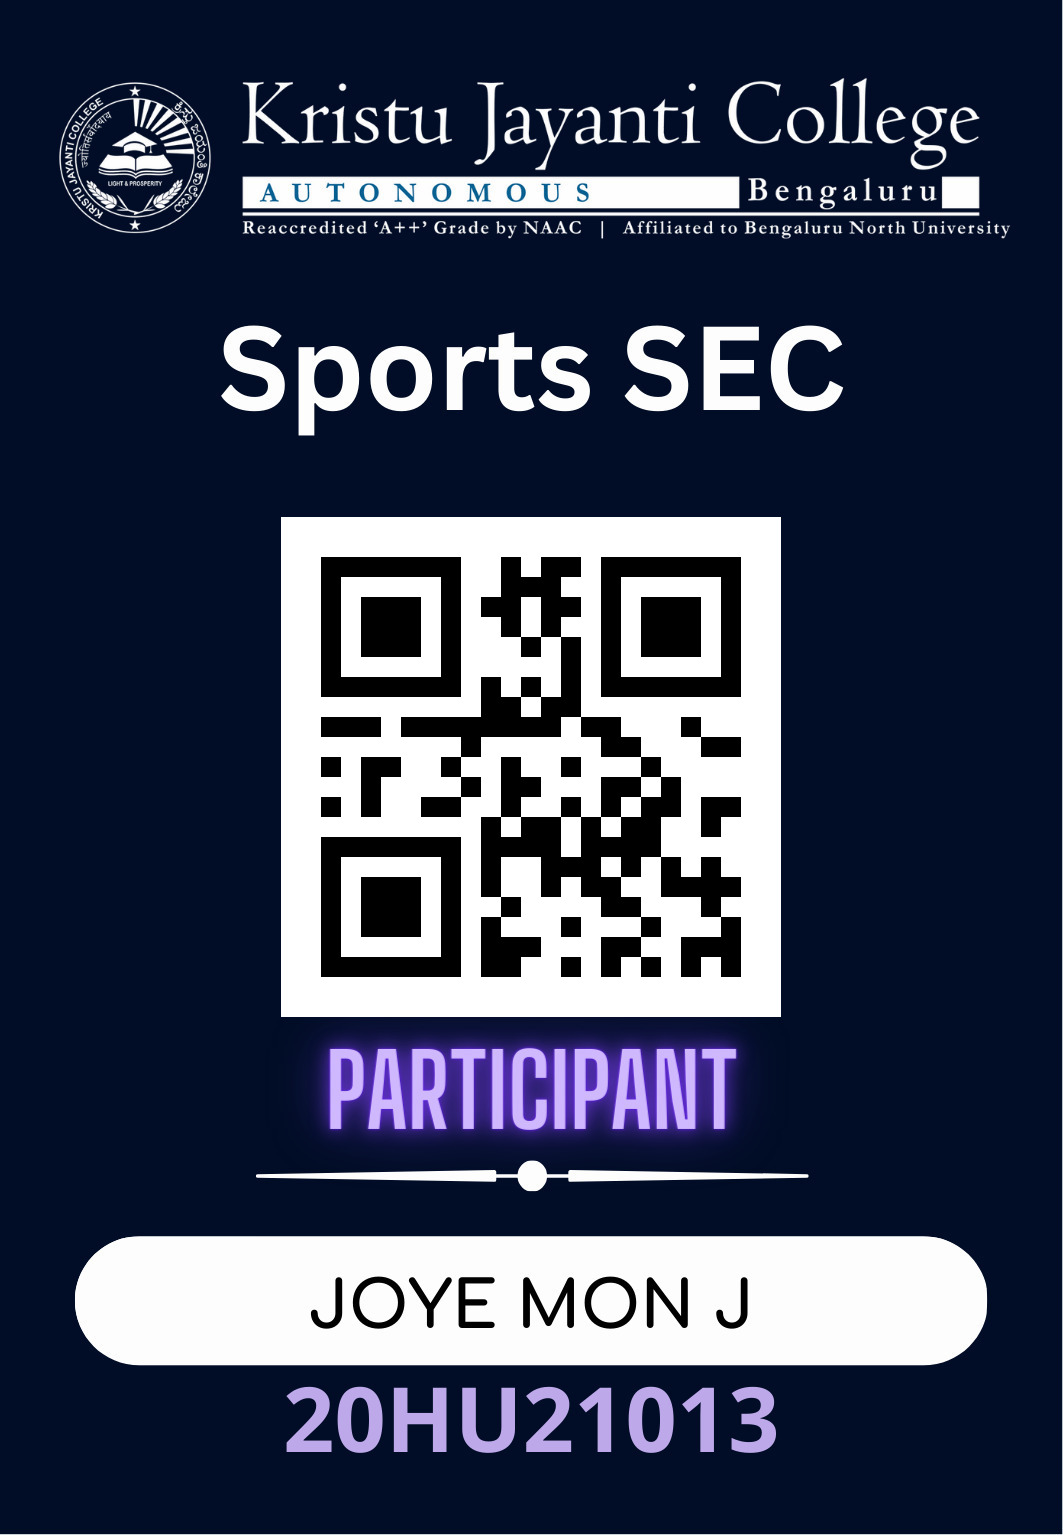 KRISTU JAYANTI COLLEGE
ಕ್ರಿಸ್ತು ಜಯಂತಿ ಕಾಲೇಜು
LIGHT & PROSPERITY
Kristu Jayanti College
AUTONOMOUS Bengaluru
Reaccredited ‘A++’ Grade by NAAC | Affiliated to Bengaluru North University
Sports SEC
PARTICIPANT
JOYE MON J
20HU21013